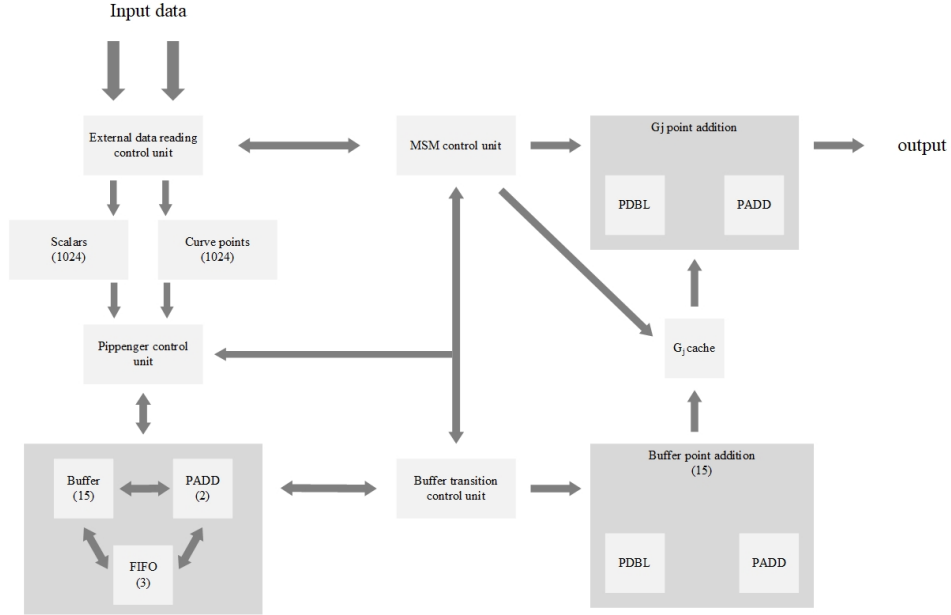 Input data
External data reading
control unit
MSM control unit
Gj point addition
PDBL
PADD
output
Scalars
(1024)
Curve points
(1024)
Pippenger control
unit
Gj cache
Buffer
(15)
PADD
(2)
FIFO
(3)
Buffer transition
control unit
Buffer point addition
(15)
PDBL
PADD